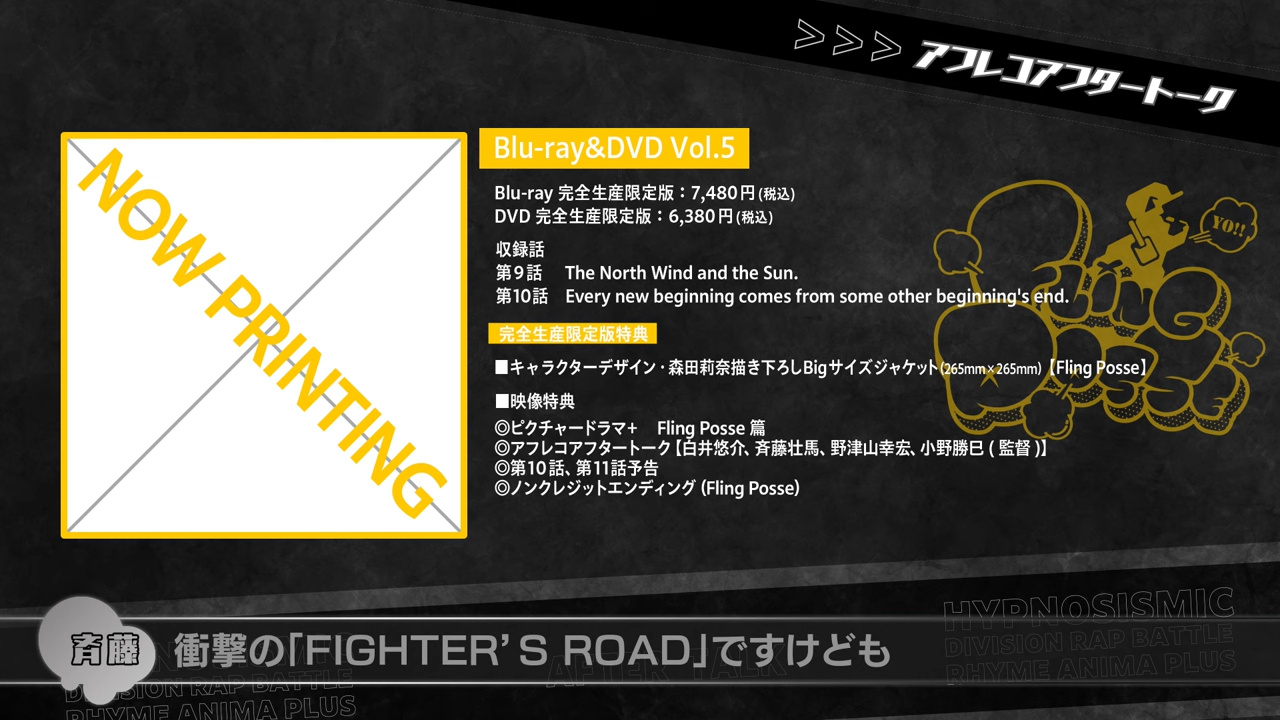 >>> アフレコアフタートーク
NOW PRINTING
Blu-ray&DVD Vol.5
Blu-ray 完全生産限定版：7,480円(税込)
DVD 完全生産限定版：6,380円(税込)
収録話
第9話　The North Wind and the Sun.
第10話　Every new beginning comes from some other beginning's end.
完全生産限定版特典
■キャラクターデザイン・森田莉奈描き下ろしBigサイズジャケット(265mm×265mm)【Fling Posse】
■映像特典
◎ピクチャードラマ+　Fling Posse 篇
◎アフレコアフタートーク【白井悠介、斉藤壮馬、野津山幸宏、小野勝巳(監督)】
◎第10話、第11話予告
◎ノンクレジットエンディング(Fling Posse)
YO!!
FLinG
POSSE
斉藤
衝撃の「FIGHTER'S ROAD」ですけども
HYPNOSISMIC
DIVISION RAP BATTLE
RHYME ANIMA PLUS
AFTER TALK
DIVISION RAP BATTLE
RHYME ANIMA PLUS